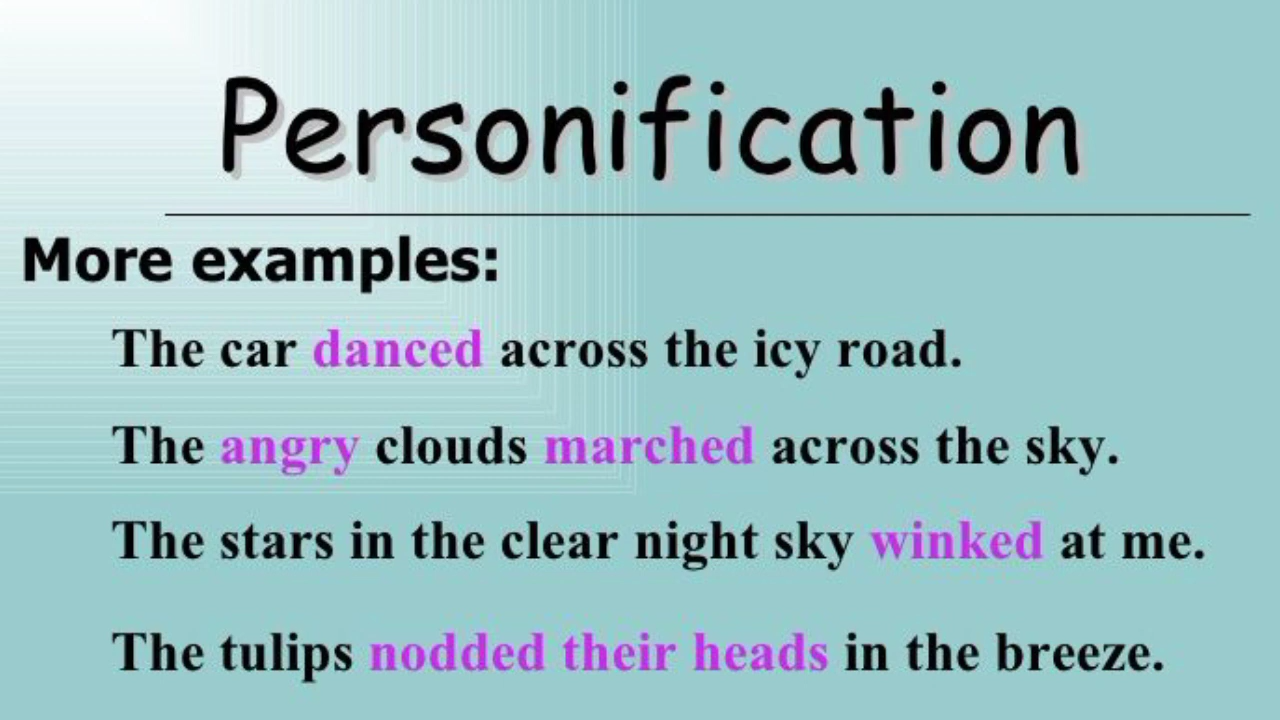 Personification
More examples:
The car danced across the icy road.
The angry clouds marched across the sky.
The stars in the clear night sky winked at me.
The tulips nodded their heads in the breeze.